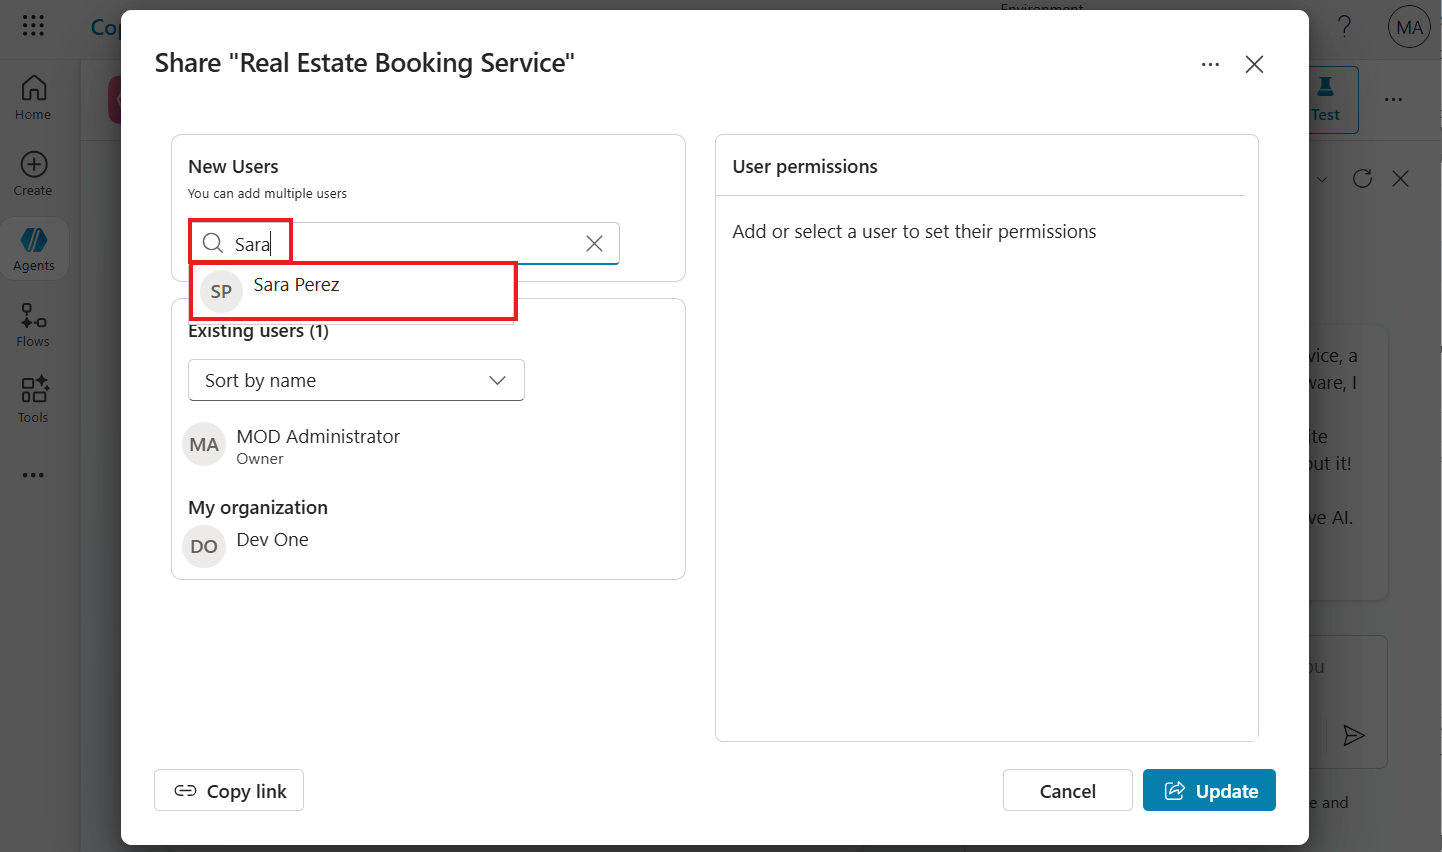 Environment
Cop
MA
Home
Create
Agents
Flows
Tools
Share "Real Estate Booking Service"
New Users
You can add multiple users
Sara
SP
Sara Perez
Existing users (1)
Sort by name
MA
MOD Administrator
Owner
My organization
DO
Dev One
User permissions
Add or select a user to set their permissions
Copy link
Cancel
Update
Test
vice, a
ware, I
ite
out it!
ve AI.
ou
e and